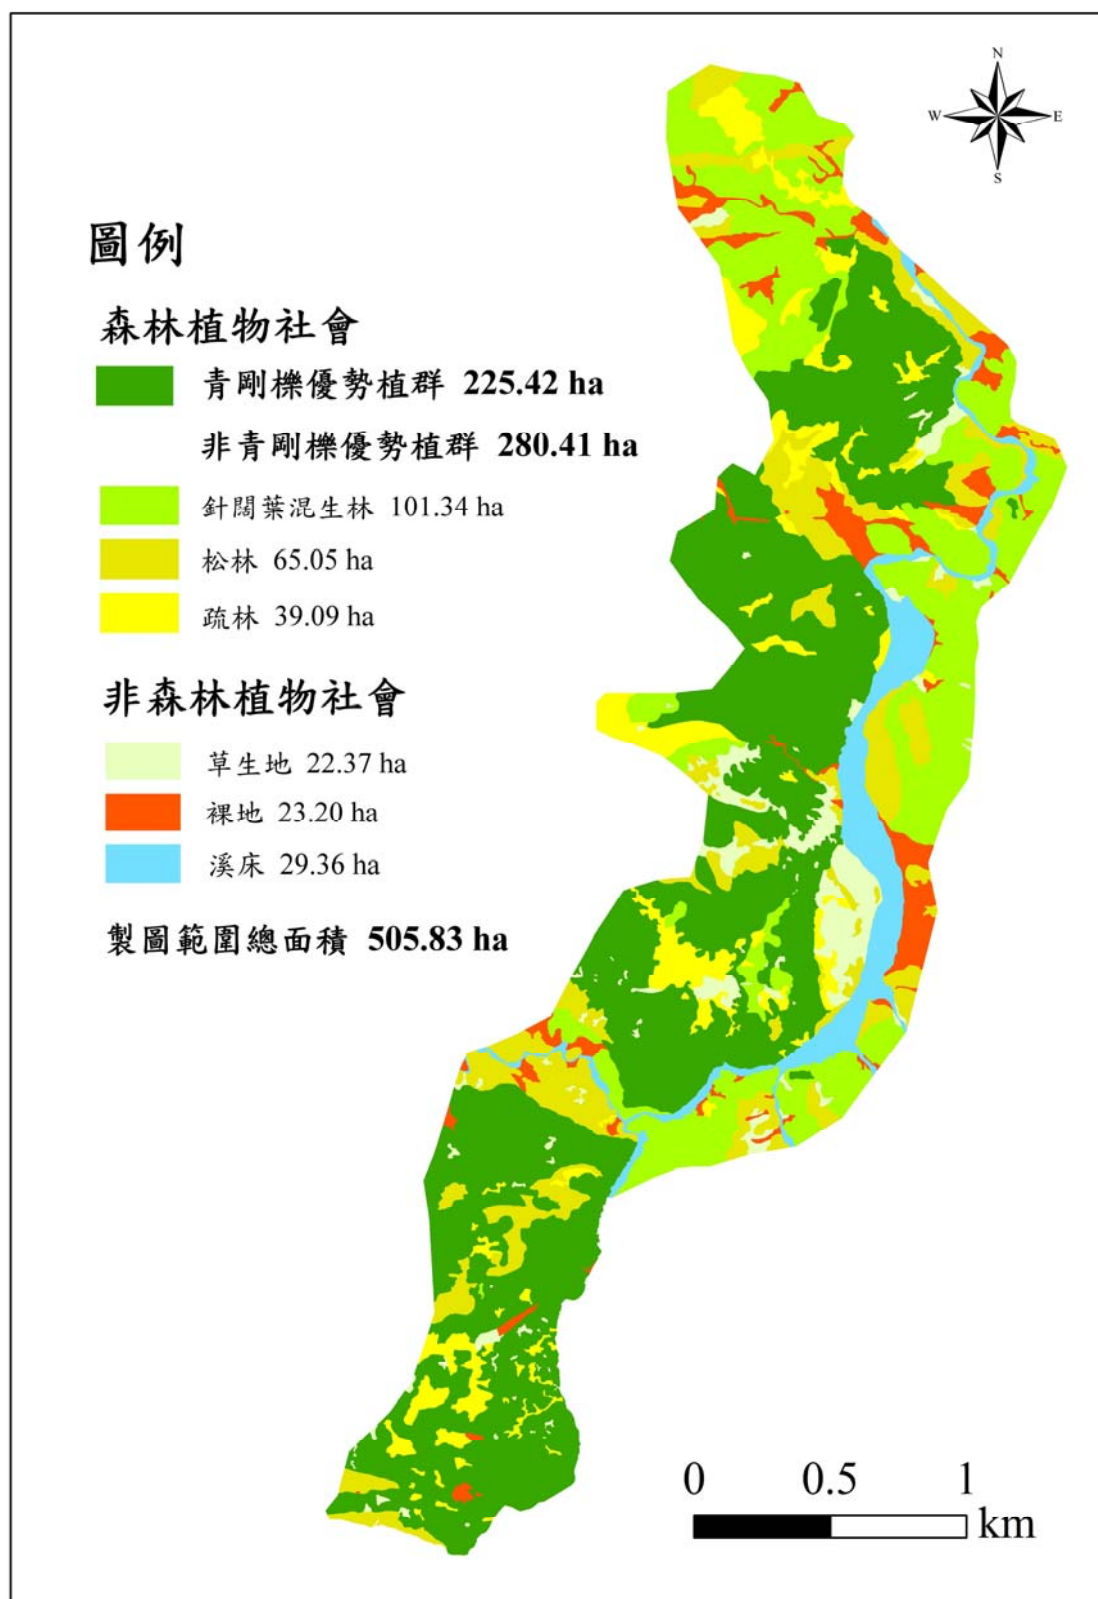 N
W E
S
圖例
森林植物社會
青剛櫟優勢植群 225.42 ha
非青剛櫟優勢植群 280.41 ha
針闊葉混生林 101.34 ha
松林 65.05 ha
疏林 39.09 ha
非森林植物社會
草生地 22.37 ha
裸地 23.20 ha
溪床 29.36 ha
製圖範圍總面積 505.83 ha
0 0.5 1
km